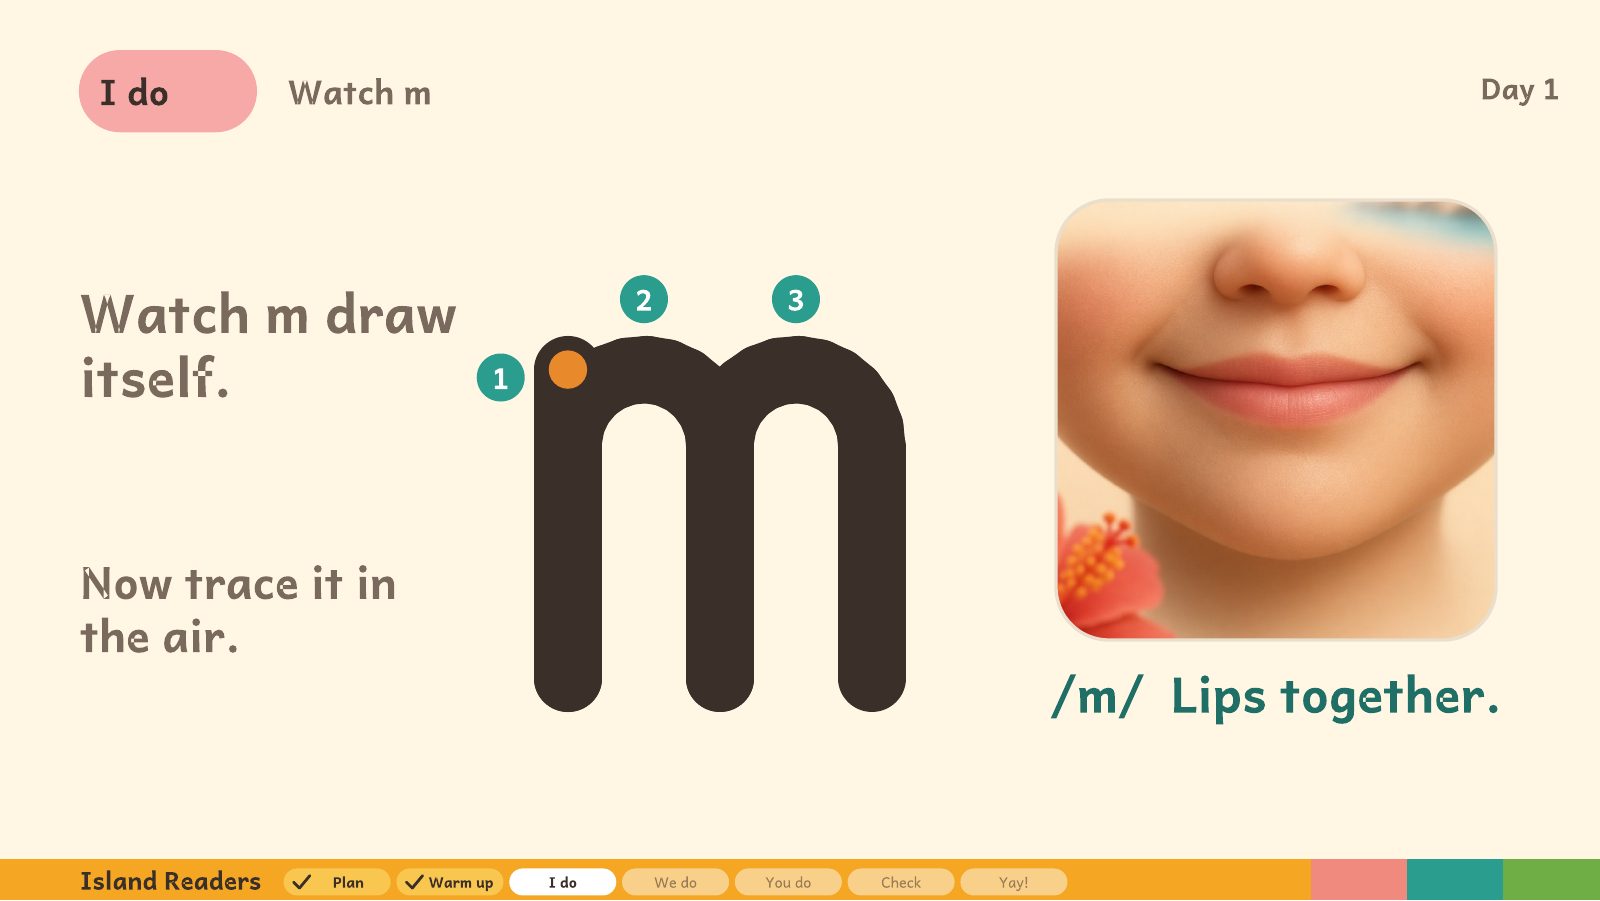 I do
Watch m
Day 1
Watch m draw
itself.
Now trace it in
the air.
1
2
3
m
/m/ Lips together.
Island Readers
Plan
Warm up
I do
We do
You do
Check
Yay!